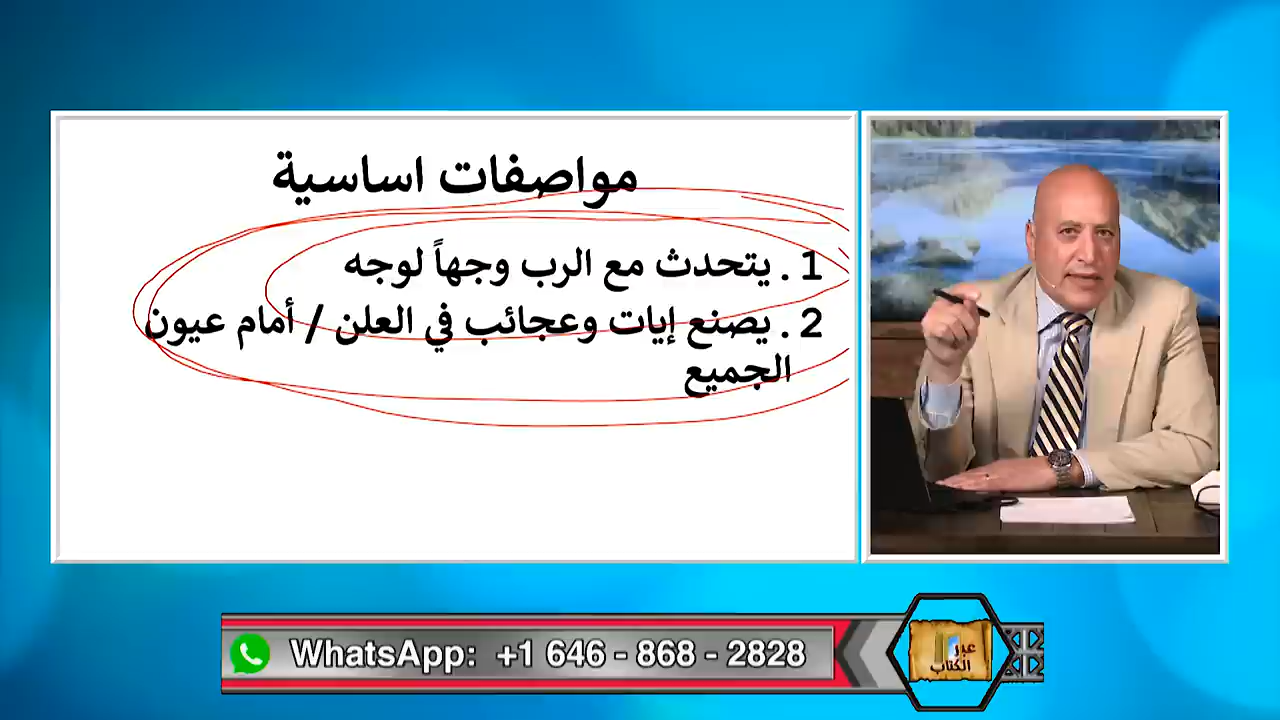 مواصفات اساسية
1. يتحدث مع الرب وجهاً لوجه
2. يصنع إيات وعجائب في العلن / أمام عيون
الجميع
WhatsApp: +1 646 - 868 - 2828
عبر
الكتاب